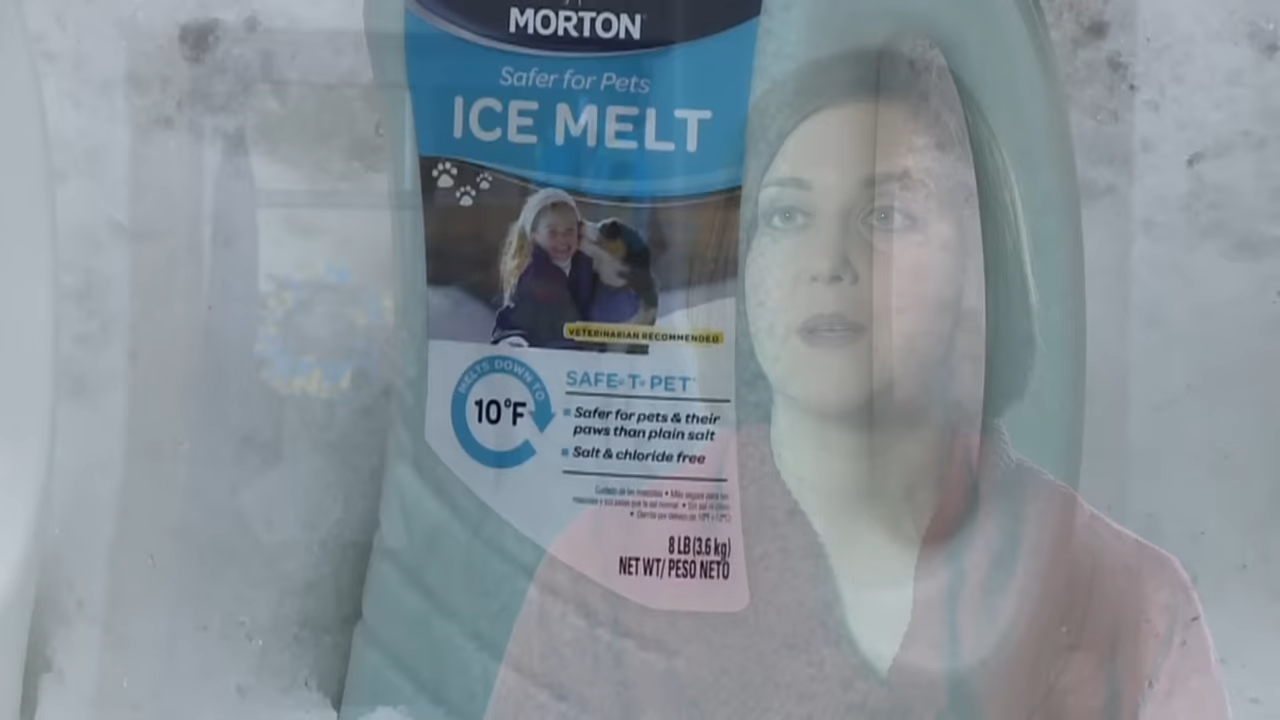 MORTON
Safer for Pets
ICE MELT
VETERINARIAN RECOMMENDED
MELTS DOWN TO
10°F
SAFE-T-PET
Safer for pets & their
paws than plain salt
Salt & chloride free
8 LB (3.6 kg)
NET WT/ PESO NETO